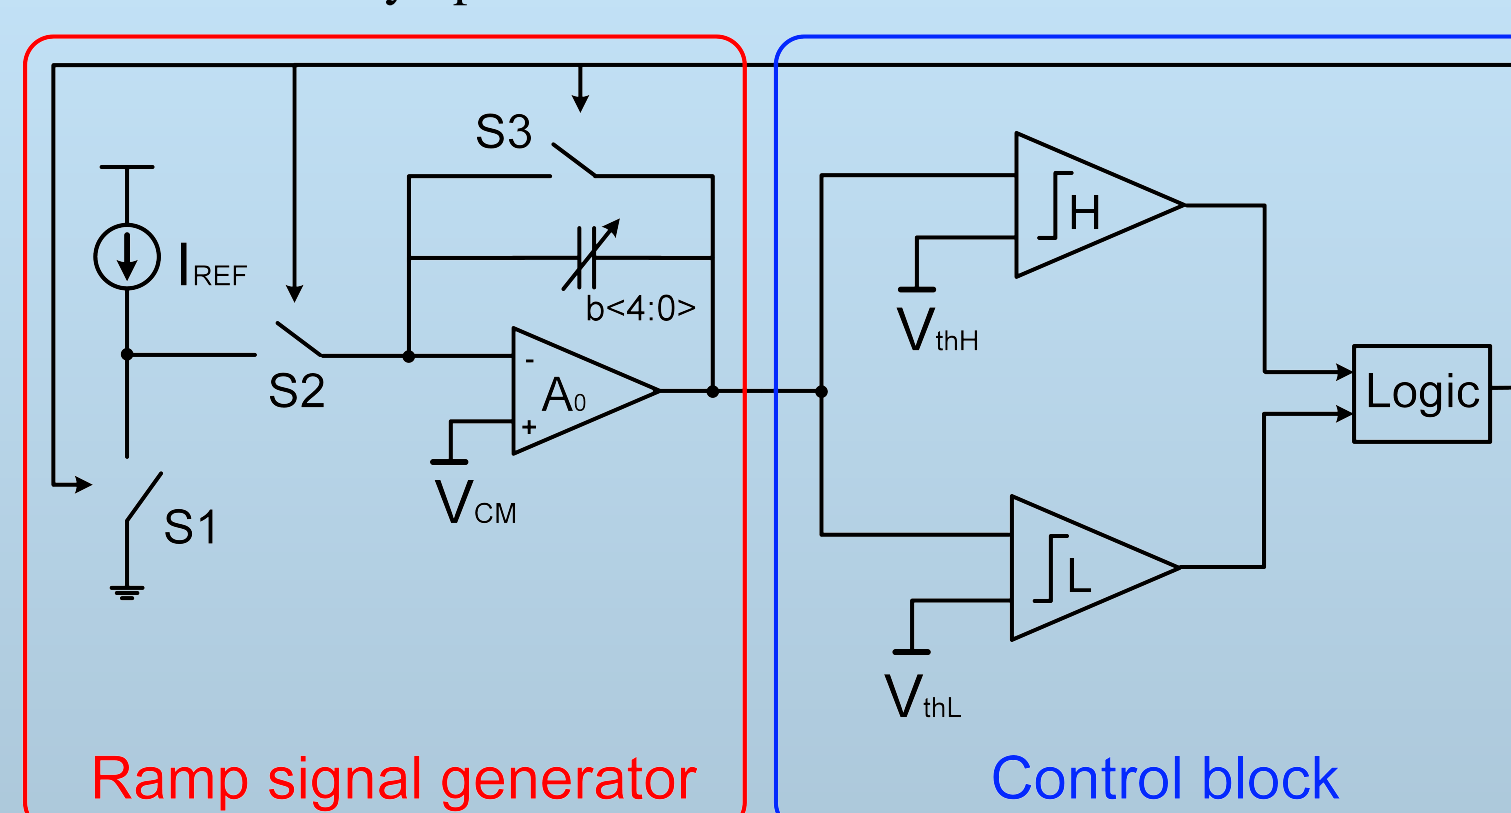 S3
IREF
b<4:0>
S2
-
A0
+
VCM
S1
H
VthH
Logic
L
VthL
Ramp signal generator
Control block